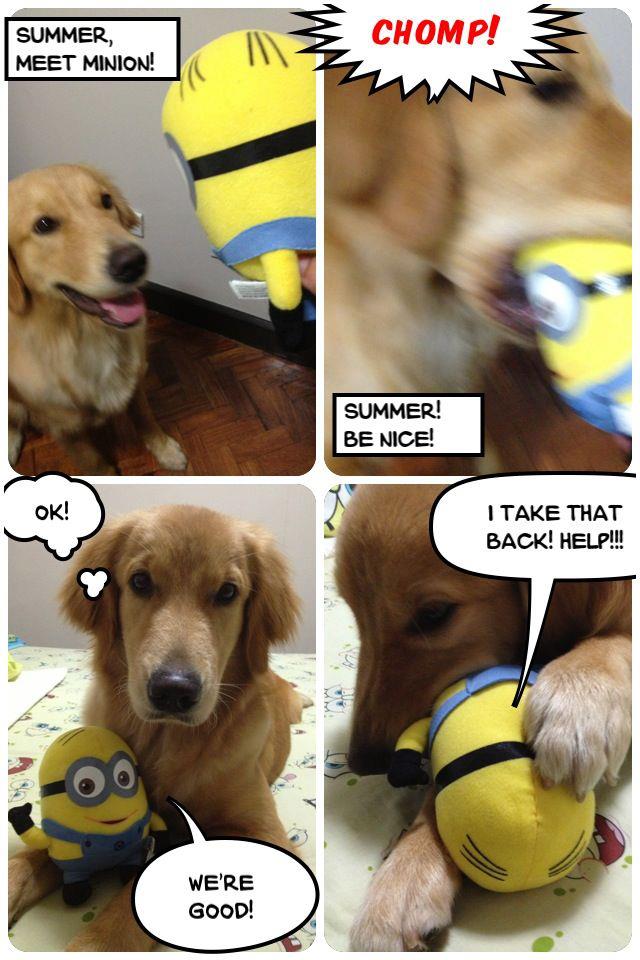 SUMMER,
MEET MINION!
CHOMP!
SUMMER!
BE NICE!
OK!
WE'RE
GOOD!
I TAKE THAT
BACK! HELP!!!